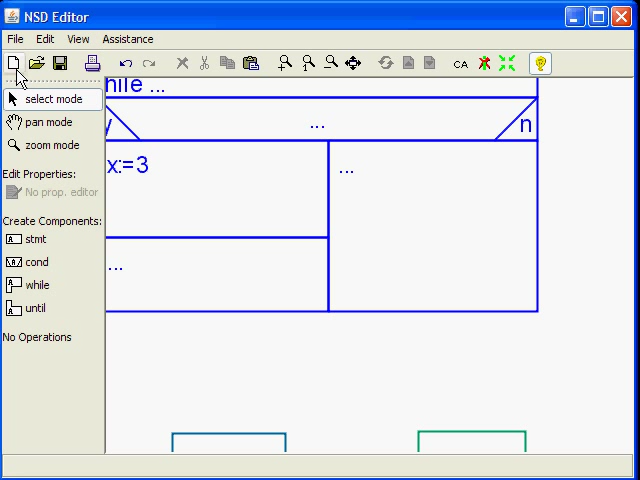 NSD Editor
File Edit View Assistance
CA
select mode
pan mode
zoom mode
Edit Properties:
No prop. editor
Create Components:
A stmt
A cond
A while
A until
No Operations
hile ...
... n
x:=3 ...
...